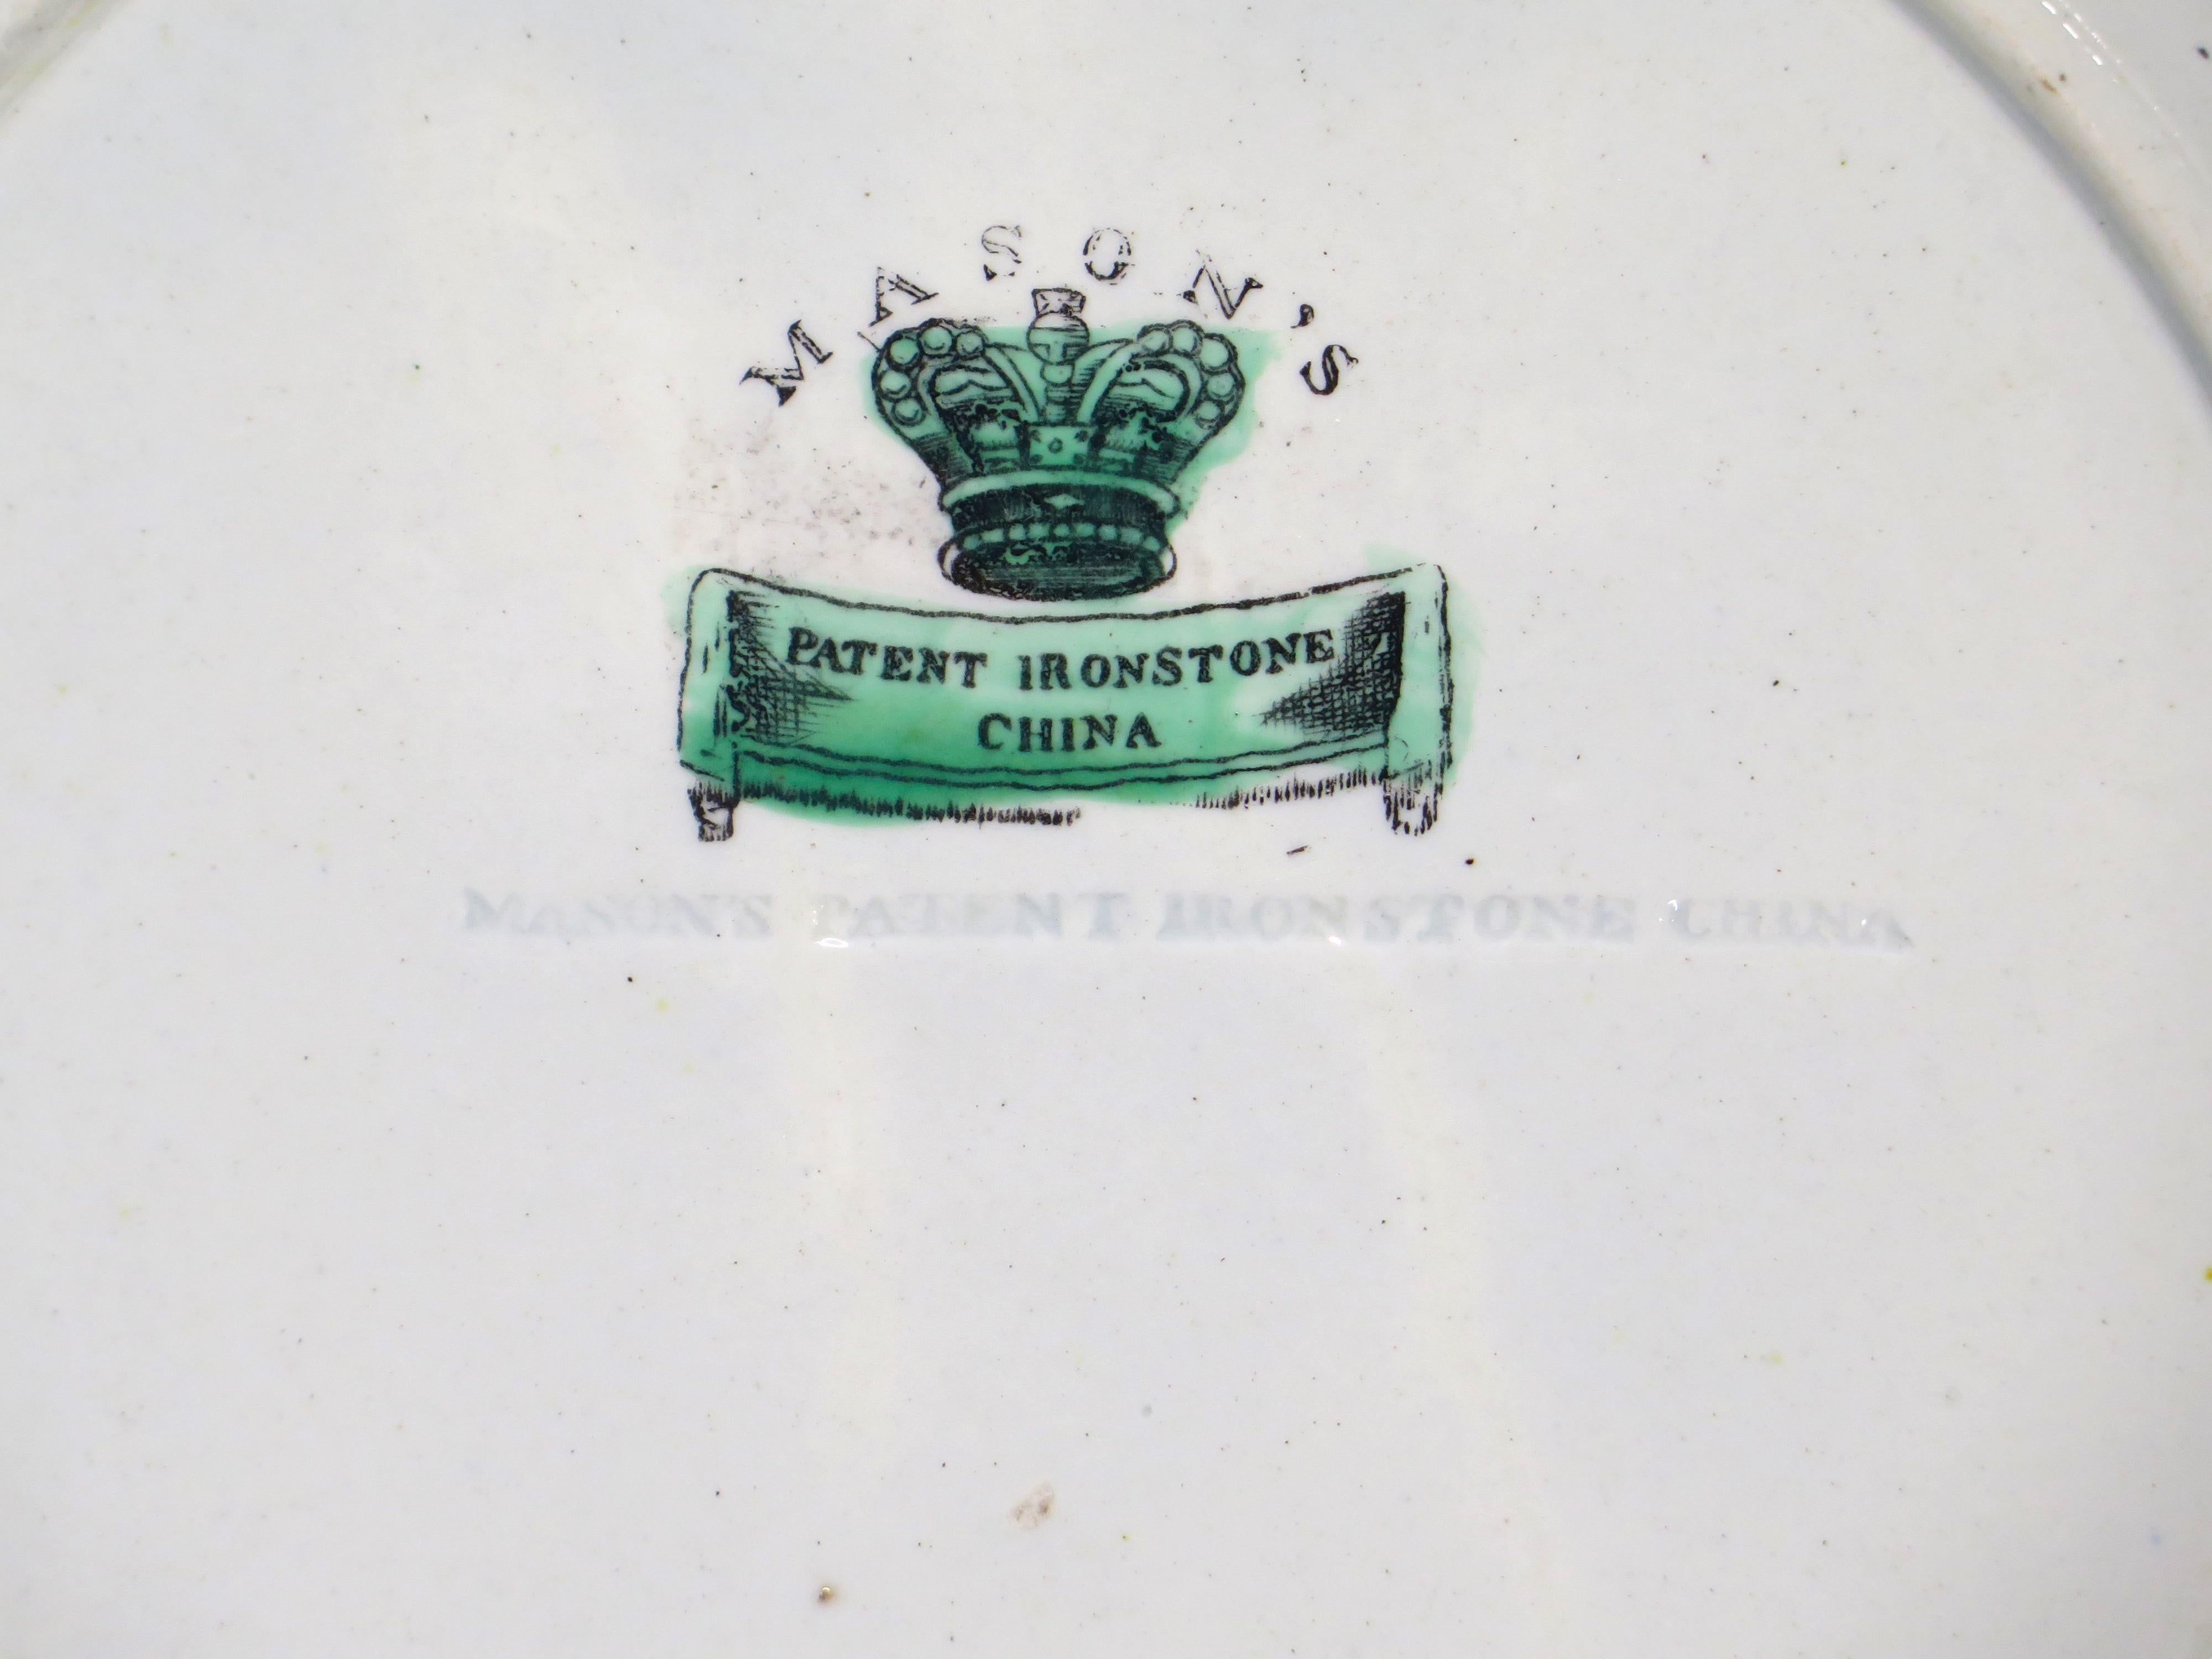 MASON'S
PATENT IRONSTONE
CHINA
MASON'S PATENT IRONSTONE CHINA